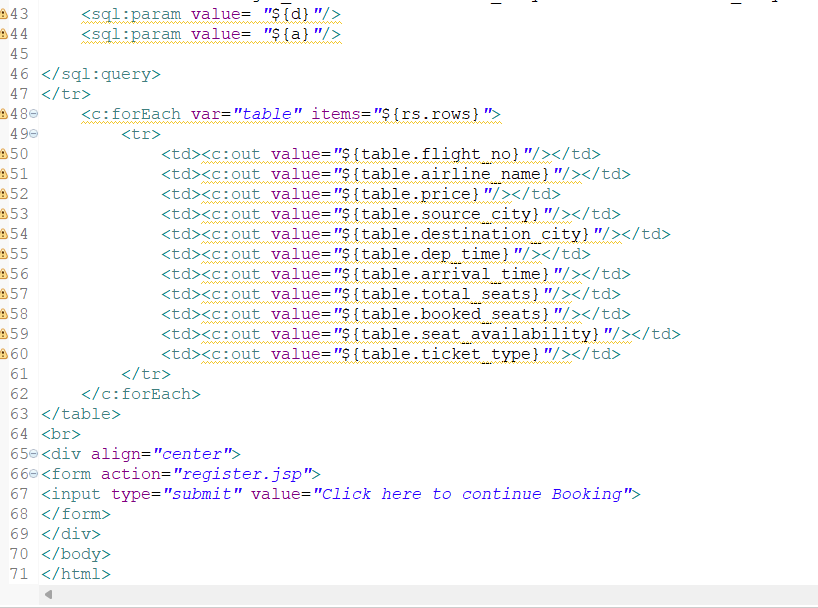 43     <sql:param value= "${d}"/>
44     <sql:param value= "${a}"/>
45
46 </sql:query>
47 </tr>
48     <c:forEach var="table" items="${rs.rows}">
49         <tr>
50             <td><c:out value="${table.flight_no}"/></td>
51             <td><c:out value="${table.airline_name}"/></td>
52             <td><c:out value="${table.price}"/></td>
53             <td><c:out value="${table.source_city}"/></td>
54             <td><c:out value="${table.destination_city}"/></td>
55             <td><c:out value="${table.dep_time}"/></td>
56             <td><c:out value="${table.arrival_time}"/></td>
57             <td><c:out value="${table.total_seats}"/></td>
58             <td><c:out value="${table.booked_seats}"/></td>
59             <td><c:out value="${table.seat_availability}"/></td>
60             <td><c:out value="${table.ticket_type}"/></td>
61         </tr>
62     </c:forEach>
63 </table>
64 <br>
65 <div align="center">
66 <form action="register.jsp">
67 <input type="submit" value="Click here to continue Booking">
68 </form>
69 </div>
70 </body>
71 </html>